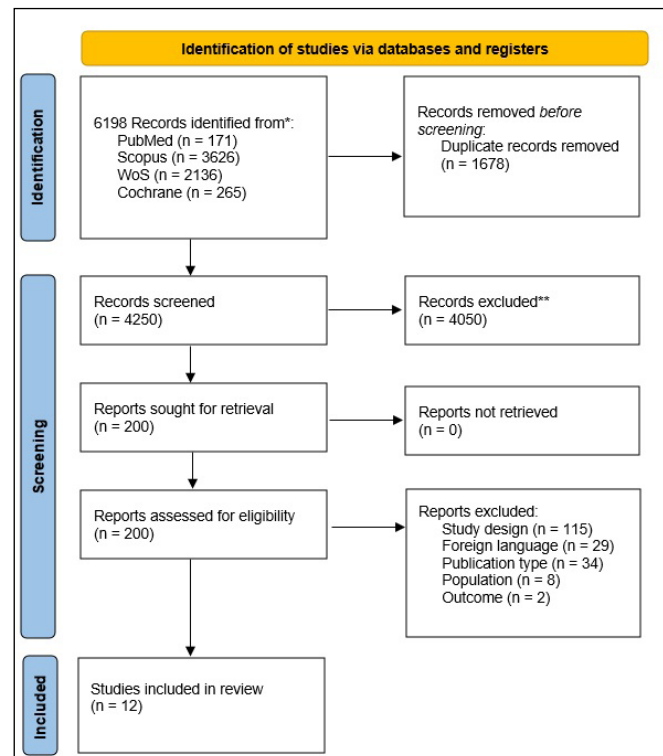 Identification of studies via databases and registers
Identification
6198 Records identified from*:
PubMed (n = 171)
Scopus (n = 3626)
WoS (n = 2136)
Cochrane (n = 265)
Records removed before
screening:
Duplicate records removed
(n = 1678)
Screening
Records screened
(n = 4250)
Records excluded**
(n = 4050)
Reports sought for retrieval
(n = 200)
Reports not retrieved
(n = 0)
Reports assessed for eligibility
(n = 200)
Reports excluded:
Study design (n = 115)
Foreign language (n = 29)
Publication type (n = 34)
Population (n = 8)
Outcome (n = 2)
Included
Studies included in review
(n = 12)